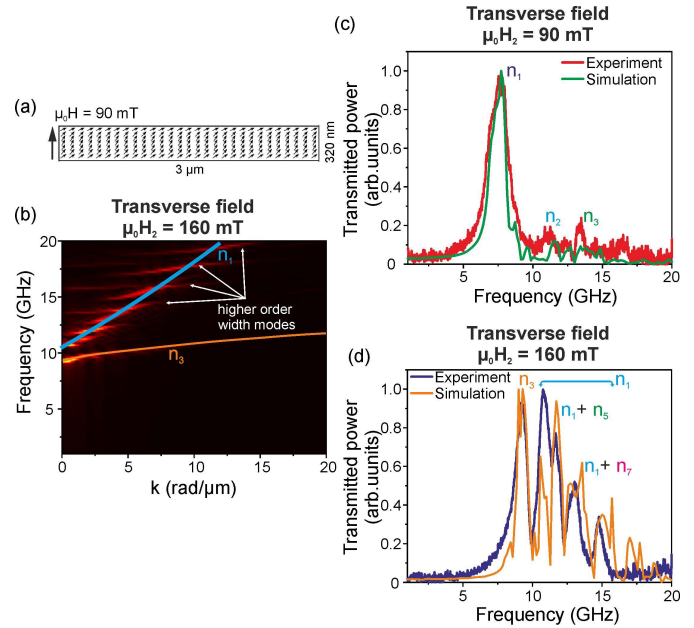 (a)
μ₀H = 90 mT
320 nm
3 μm
(b)
Transverse field
μ₀H₂ = 160 mT
Frequency (GHz)
20
15
10
5
n₁
higher order
width modes
n₃
0
5
10
15
20
k (rad/μm)
(c)
Transverse field
μ₀H₂ = 90 mT
Transmitted power
(arb.uunits)
1.0
0.8
0.6
0.4
0.2
0
n₁
Experiment
Simulation
n₂
n₃
5
10
15
20
Frequency (GHz)
(d)
Transverse field
μ₀H₂ = 160 mT
Transmitted power
(arb.uunits)
1.0
0.8
0.6
0.4
0.2
0.0
Experiment
Simulation
n₃
n₁
n₁+ n₅
n₁+ n₇
5
10
15
20
Frequency (GHz)